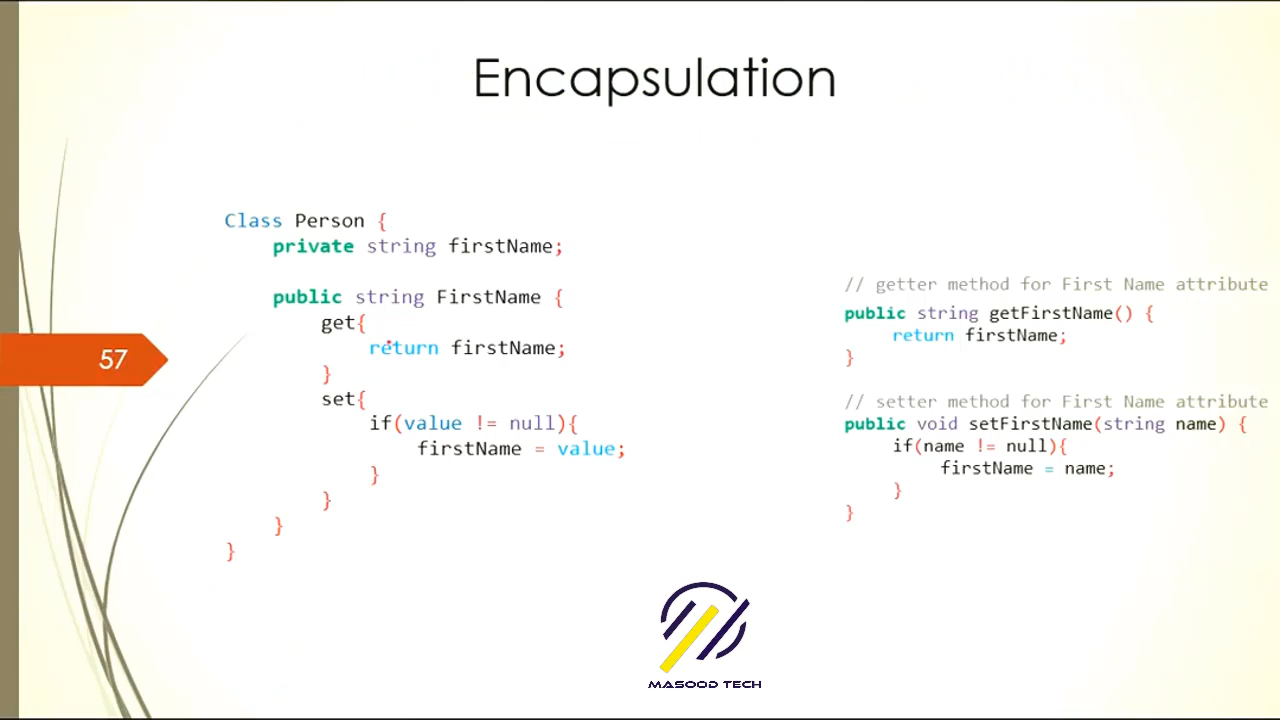 Encapsulation
Class Person {
private string firstName;
public string FirstName {
get{
return firstName;
}
set{
if(value != null){
firstName = value;
}
}
}
}
// getter method for First Name attribute
public string getFirstName() {
return firstName;
}
// setter method for First Name attribute
public void setFirstName(string name) {
if(name != null){
firstName = name;
}
}
57
MASOOD TECH